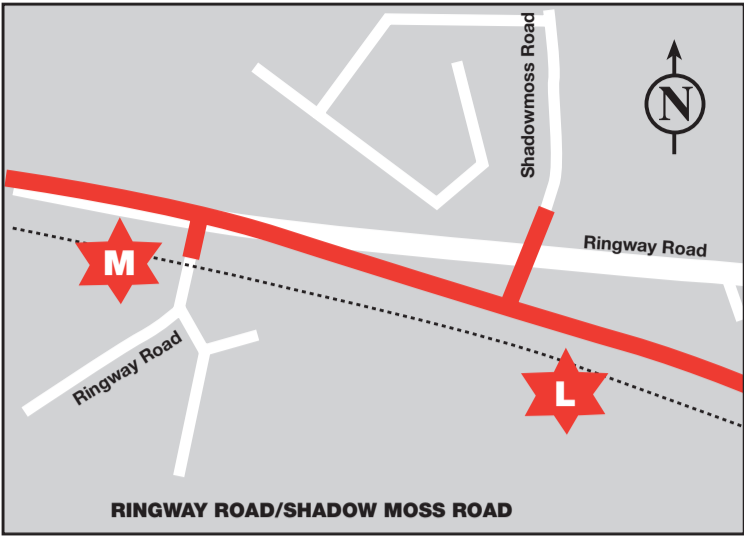 Shadowmoss Road
N
Ringway Road
M
Ringway Road
L
RINGWAY ROAD/SHADOW MOSS ROAD